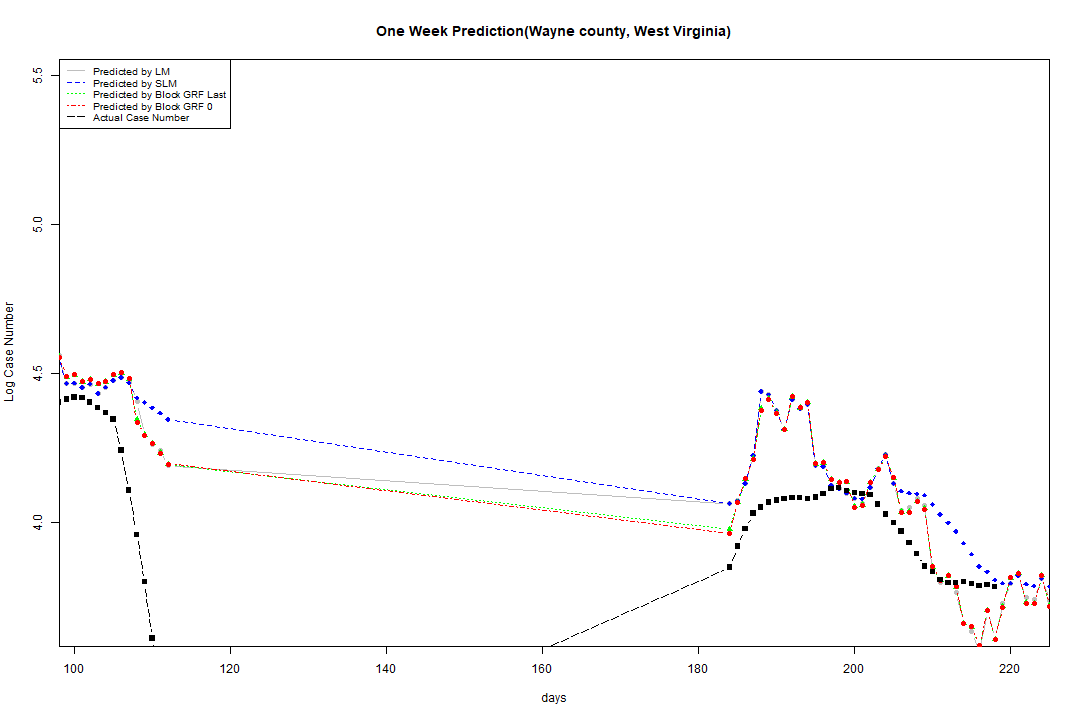 One Week Prediction(Wayne county, West Virginia)
Predicted by LM
Predicted by SLM
Predicted by Block GRF Last
Predicted by Block GRF 0
Actual Case Number
5.5
5.0
4.5
4.0
Log Case Number
100 120 140 160 180 200 220
days